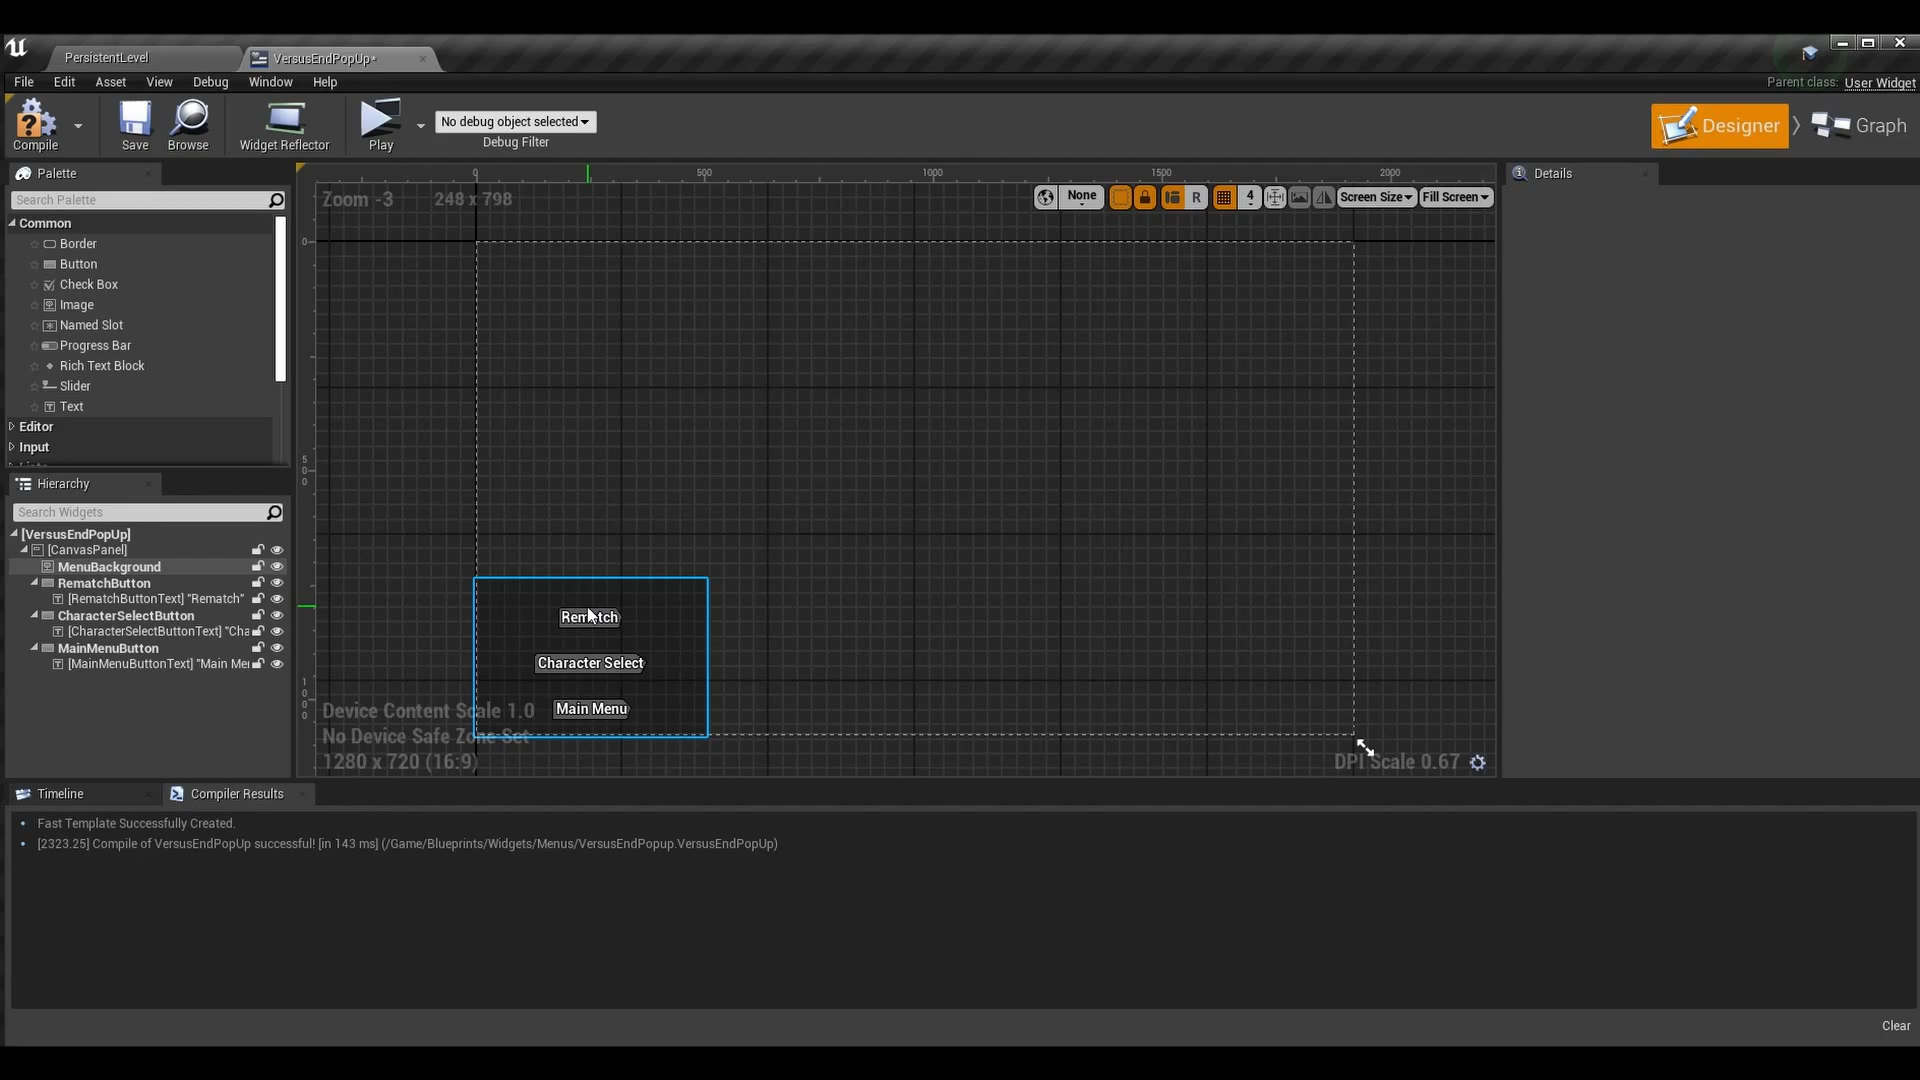 PersistentLevel
VersusEndPopUp*
File Edit Asset View Debug Window Help
Parent class: User Widget
Compile
Save
Browse
Widget Reflector
Play
No debug object selected
Debug Filter
Designer
Graph
Palette
Search Palette
Common
Border
Button
Check Box
Image
Named Slot
Progress Bar
Rich Text Block
Slider
Text
Editor
Input
Hierarchy
Search Widgets
[VersusEndPopUp]
[CanvasPanel]
MenuBackground
RematchButton
[RematchButtonText] "Rematch"
CharacterSelectButton
[CharacterSelectButtonText] "Cha
MainMenuButton
[MainMenuButtonText] "Main Me
0 500 1000 1500 2000
Zoom -3 248 x 798
None
R
4
Screen Size
Fill Screen
0
500
100
Rematch
Character Select
Main Menu
Device Content Scale 1.0
No Device Safe Zone Set
1280 x 720 (16:9)
DPI Scale 0.67
Details
Timeline
Compiler Results
Fast Template Successfully Created.
[2323.25] Compile of VersusEndPopUp successful! [in 143 ms] (/Game/Blueprints/Widgets/Menus/VersusEndPopup.VersusEndPopUp)
Clear